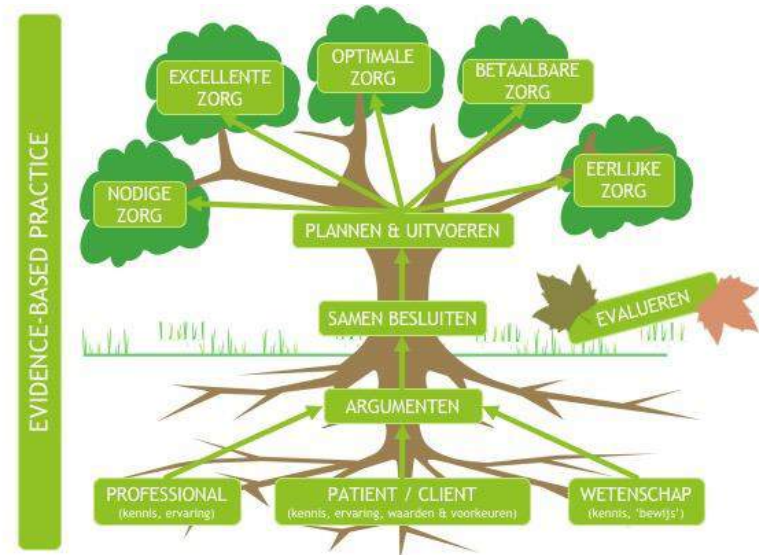 EVIDENCE-BASED PRACTICE
OPTIMALE
ZORG
EXCELLENTE
ZORG
BETAALBARE
ZORG
NODIGE
ZORG
EERLIJKE
ZORG
PLANNEN & UITVOEREN
EVALUEREN
SAMEN BESLUITEN
ARGUMENTEN
PROFESSIONAL
(kennis, ervaring)
PATIENT / CLIENT
(kennis, ervaring, waarden & voorkeuren)
WETENSCHAP
(kennis, 'bewijs')